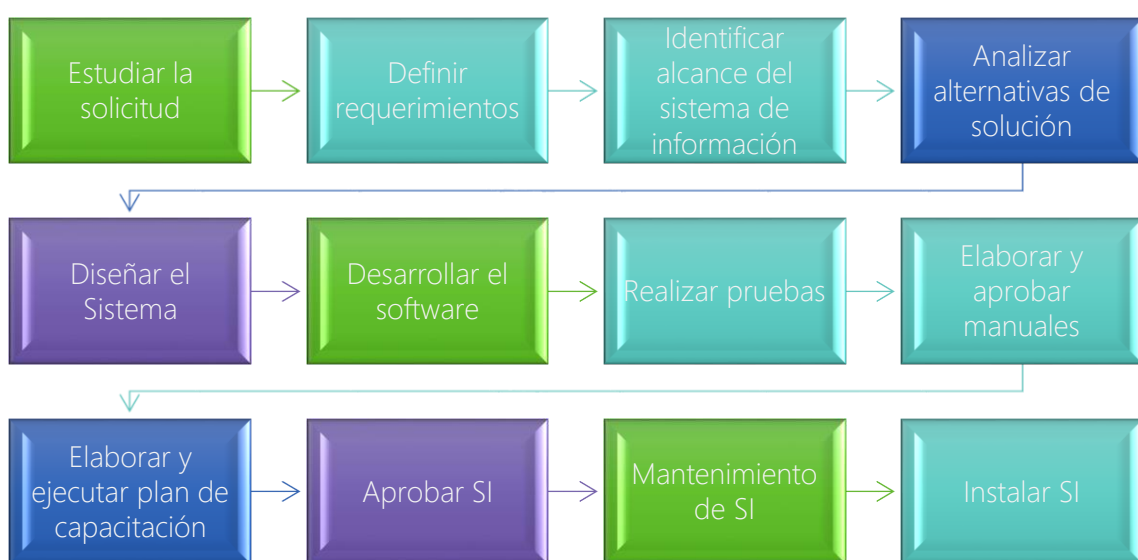 Estudiar la
solicitud
Definir
requerimientos
Identificar
alcance del
sistema de
información
Analizar
alternativas de
solución
Diseñar el
Sistema
Desarrollar el
software
Realizar pruebas
Elaborar y
aprobar
manuales
Elaborar y
ejecutar plan de
capacitación
Aprobar SI
Mantenimiento
de SI
Instalar SI